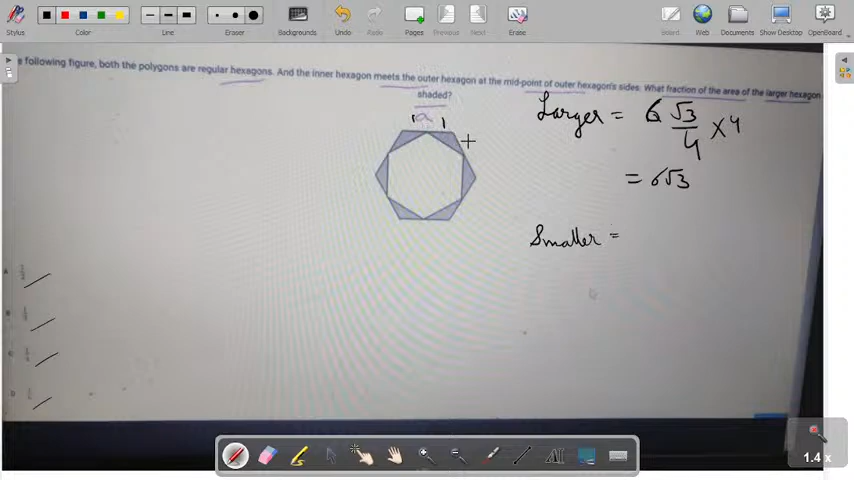 Stylus
Color
Line
Eraser
Backgrounds
Undo
Redo
Pages
Previous
Next
Erase
Board
Web
Documents
Show Desktop
OpenBoard
e following figure, both the polygons are regular hexagons. And the inner hexagon meets the outer hexagon at the mid-point of outer hexagon's sides. What fraction of the area of the larger hexagon
shaded?
1 1
Larger = 6 √3/4 × 4
= 6√3
Smaller =
A
B
C
D
1.4 x